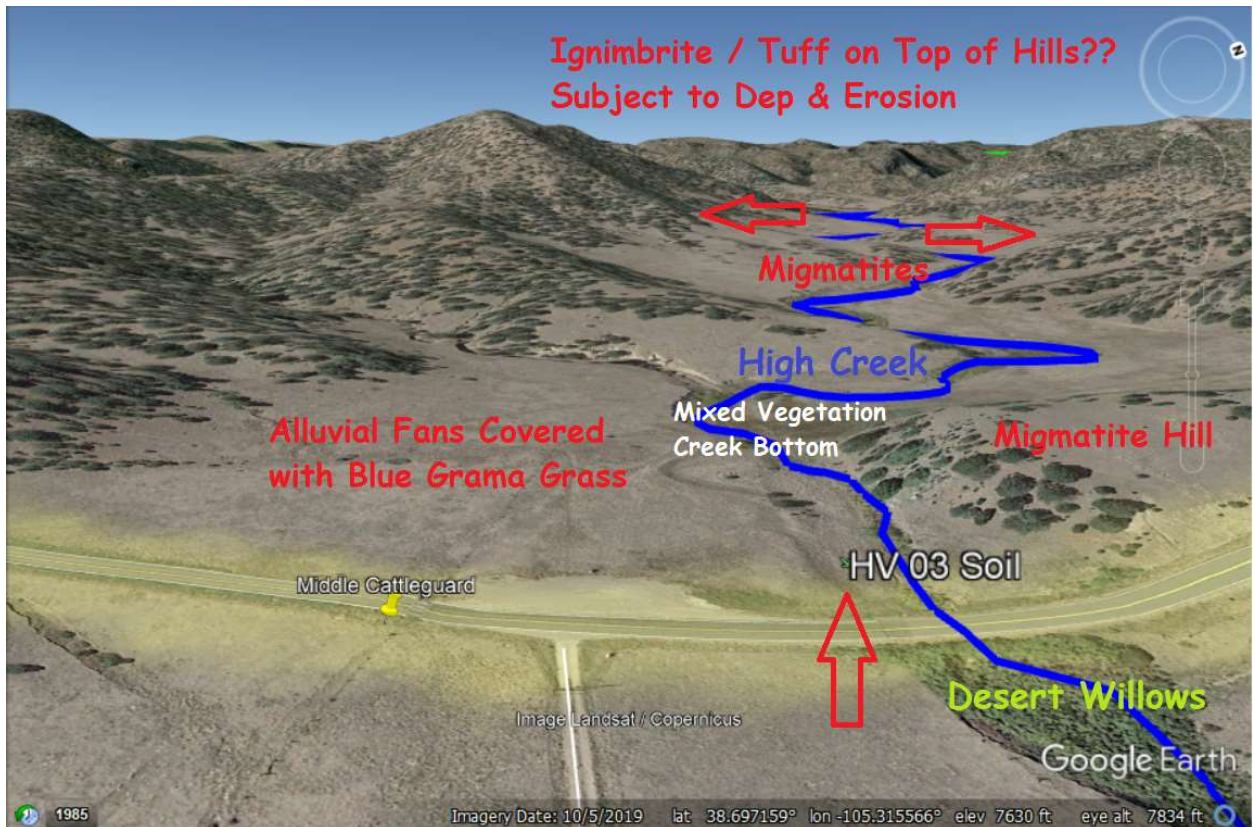 Ignimbrite / Tuff on Top of Hills??
Subject to Dep & Erosion
N
Migmatites
High Creek
Mixed Vegetation
Creek Bottom
Migmatite Hill
Alluvial Fans Covered
with Blue Grama Grass
HV 03 Soil
Middle Cattleguard
Desert Willows
Image Landsat / Copernicus
Google Earth
1985
Imagery Date: 10/5/2019 lat 38.697159° lon -105.315566° elev 7630 ft eye alt 7834 ft